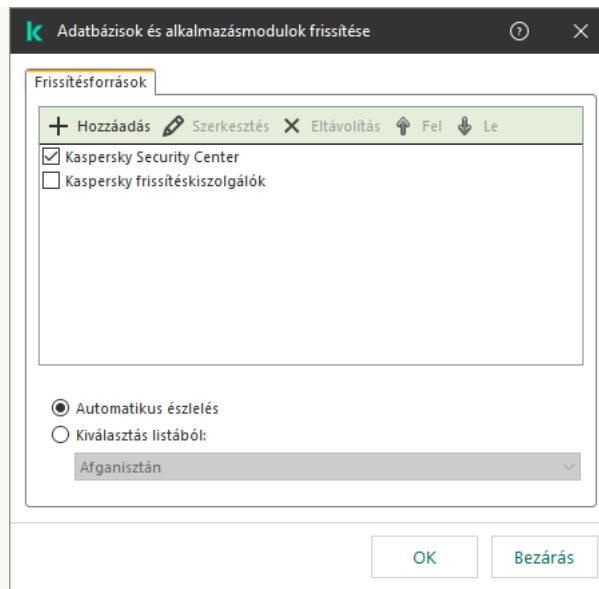 Adatbázisok és alkalmazásmodulok frissítése
Frissítésforrások
Hozzáadás Szerkesztés Eltávolítás Fel Le
Kaspersky Security Center
Kaspersky frissítéskiszolgálók
Automatikus észlelés
Kiválasztás listából:
Afganisztán
OK Bezárás